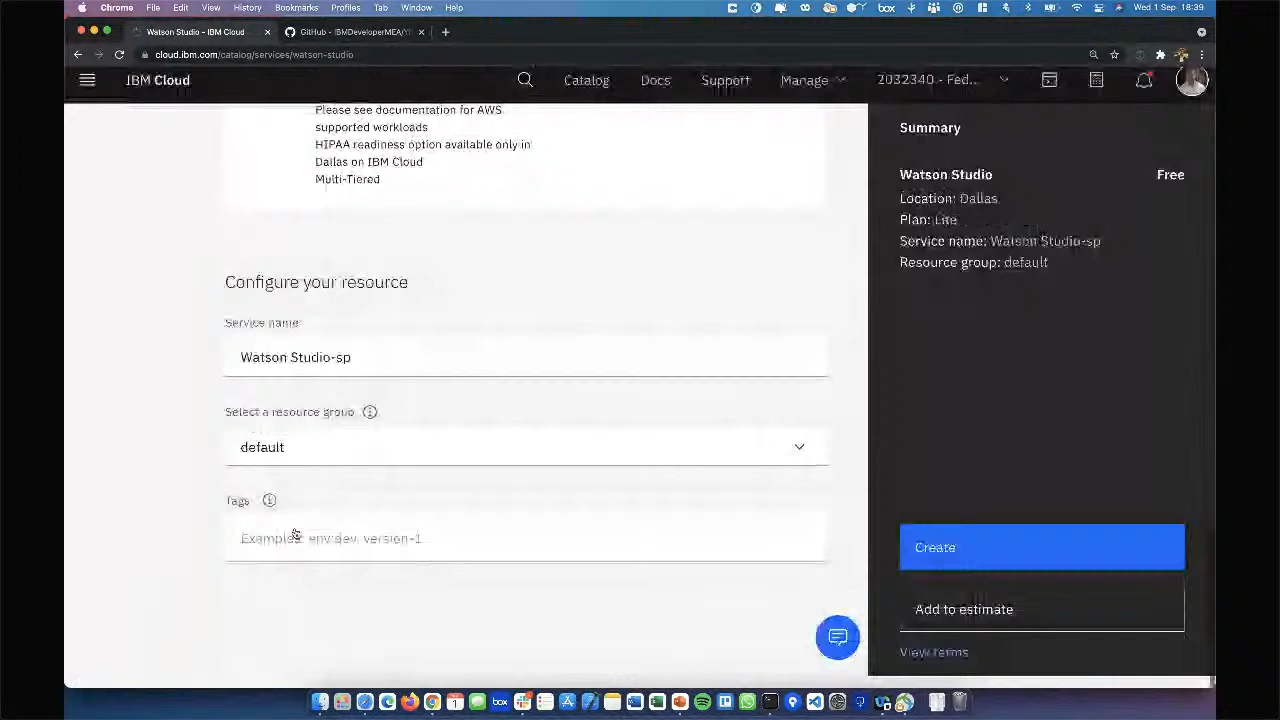 Chrome File Edit View History Bookmarks Profiles Tab Window Help
box
Wed 1 Sep 18:39
Watson Studio - IBM Cloud
GitHub - IBMDeveloperMEA/
cloud.ibm.com/catalog/services/watson-studio
IBM Cloud
Catalog
Docs
Support
Manage
2032340 - Fed...
Please see documentation for AWS
supported workloads
HIPAA readiness option available only in
Dallas on IBM Cloud
Multi-Tiered
Configure your resource
Service name
Watson Studio-sp
Select a resource group
default
Tags
env:dev, version-1
Summary
Watson Studio Free
Location: Dallas
Plan: Lite
Service name: Watson Studio-sp
Resource group: default
Create
Add to estimate
View terms
box